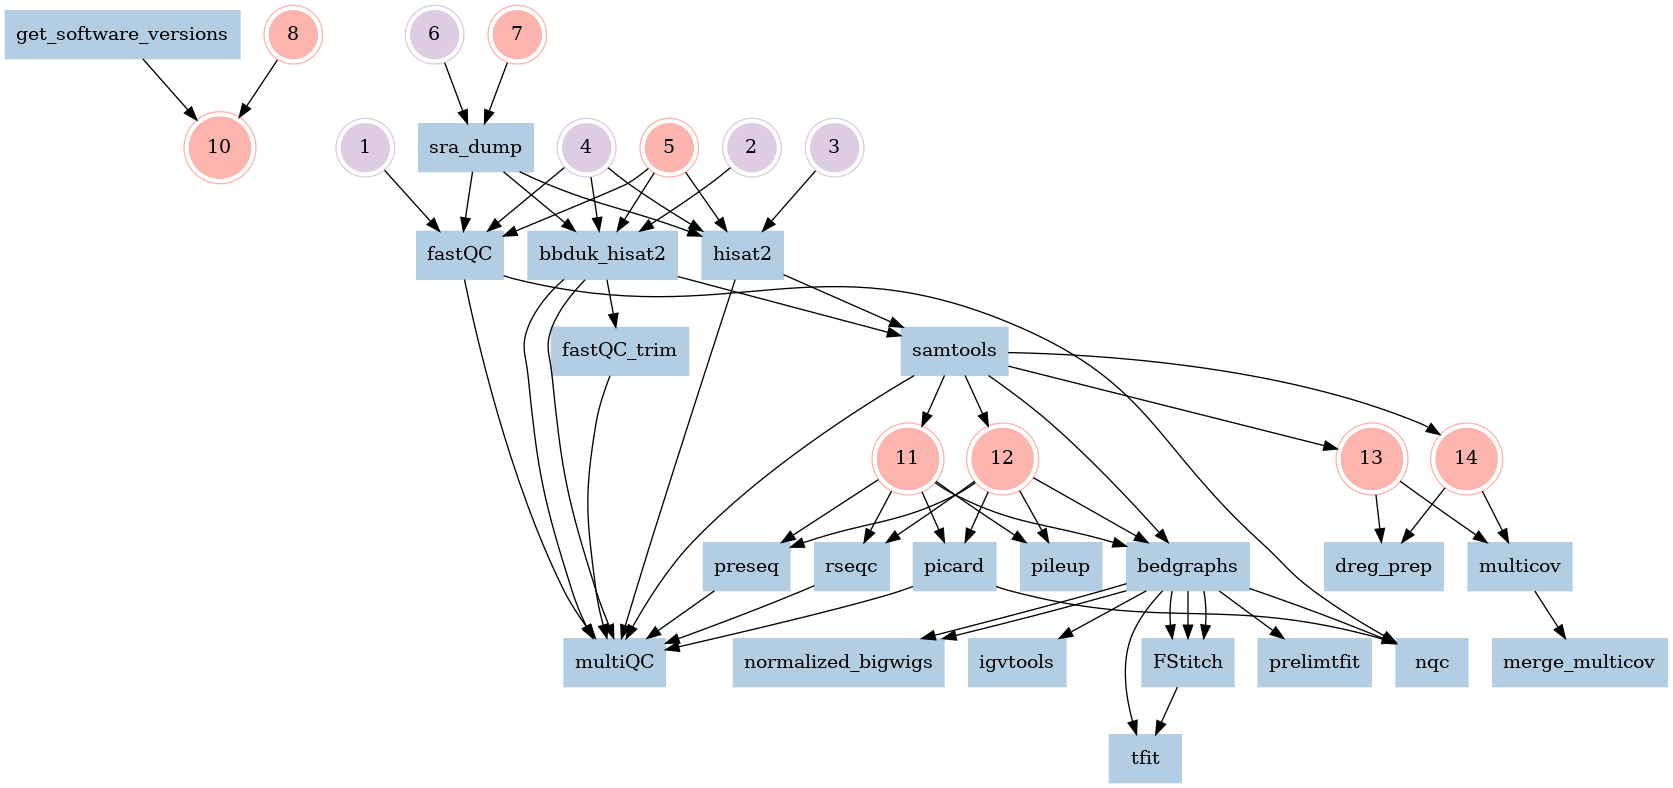 get_software_versions
8
6
7
10
1
sra_dump
4
5
2
3
fastQC
bbduk_hisat2
hisat2
fastQC_trim
samtools
11
12
13
14
preseq
rseqc
picard
pileup
bedgraphs
dreg_prep
multicov
multiQC
normalized_bigwigs
igvtools
FStitch
prelimtfit
nqc
merge_multicov
tfit